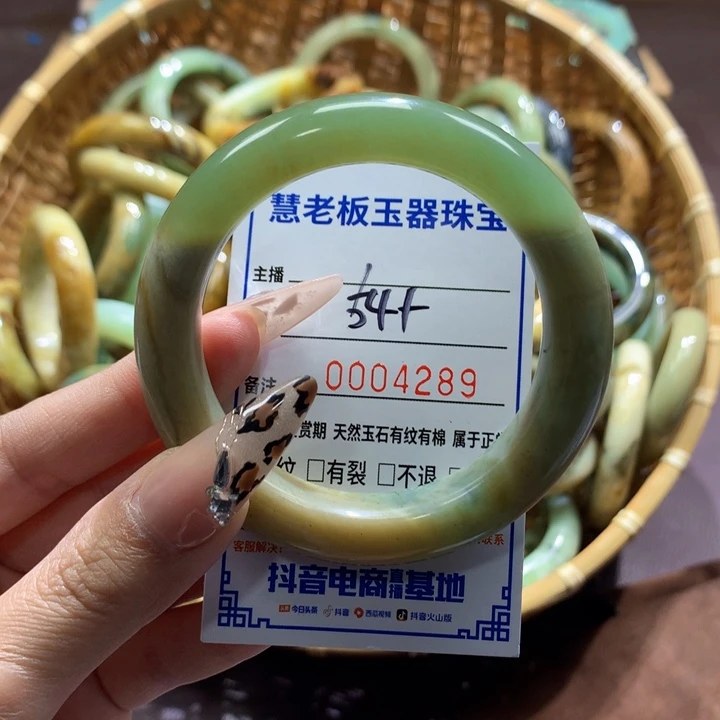 慧老板玉器珠宝
主播
54+
备注 0004289
赏期 天然玉石有纹有棉 属于正
纹 □有裂 □不退 □
客服解决: 联系
抖音电商直播基地
今日头条 抖音 西瓜视频 抖音火山版